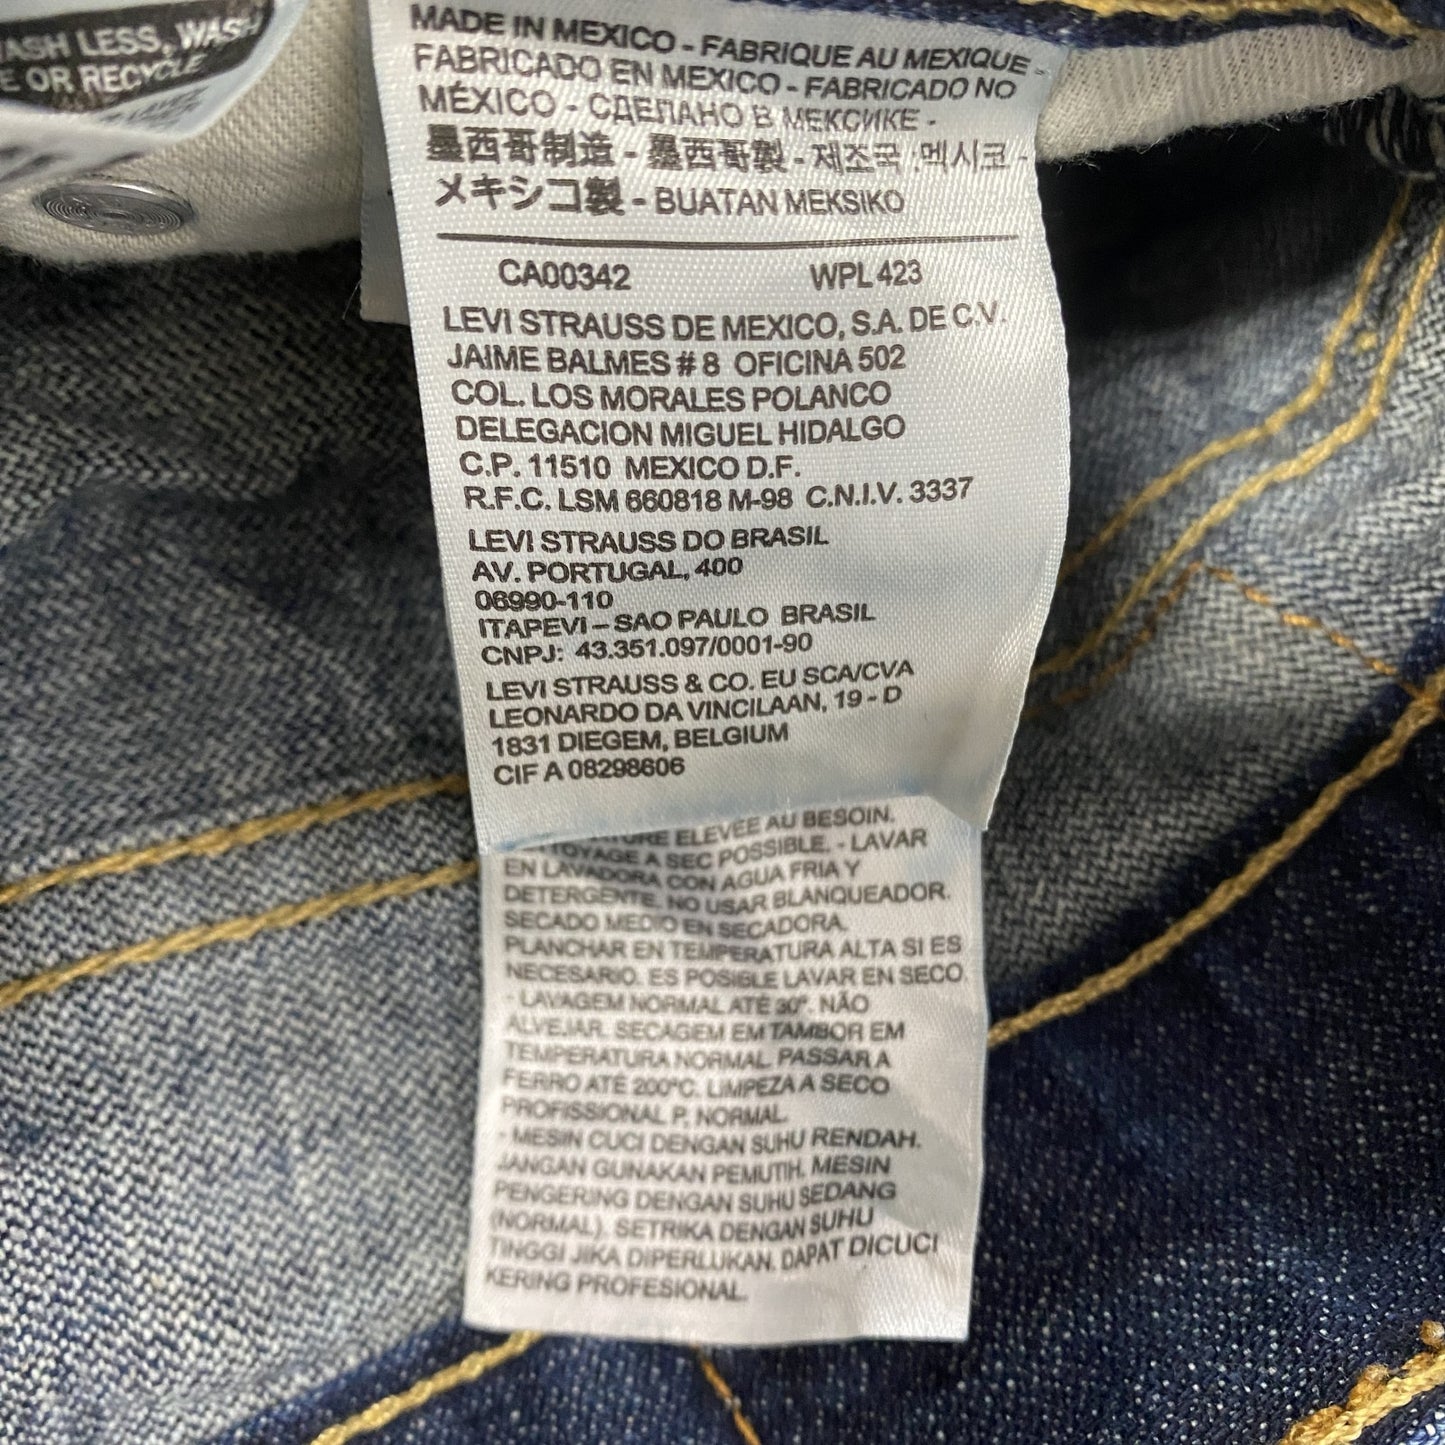 WASH LESS, WASH
OR RECYCLE
MADE IN MEXICO - FABRIQUE AU MEXIQUE -
FABRICADO EN MEXICO - FABRICADO NO
MÉXICO - СДЕЛАНО В МЕКСИКЕ -
墨西哥制造 - 墨西哥製 - 제조국 :멕시코 -
メキシコ製 - BUATAN MEKSIKO
CA00342 WPL 423
LEVI STRAUSS DE MEXICO, S.A. DE C.V.
JAIME BALMES # 8 OFICINA 502
COL. LOS MORALES POLANCO
DELEGACION MIGUEL HIDALGO
C.P. 11510 MEXICO D.F.
R.F.C. LSM 660818 M-98 C.N.I.V. 3337
LEVI STRAUSS DO BRASIL
AV. PORTUGAL, 400
06990-110
ITAPEVI – SAO PAULO BRASIL
CNPJ: 43.351.097/0001-90
LEVI STRAUSS & CO. EU SCA/CVA
LEONARDO DA VINCILAAN, 19 - D
1831 DIEGEM, BELGIUM
CIF A 08298606
ELEVÉE AU BESOIN.
A SEC POSSIBLE. - LAVAR
EN LAVADORA CON AGUA FRIA Y
DETERGENTE. NO USAR BLANQUEADOR.
SECADO MEDIO EN SECADORA.
PLANCHAR EN TEMPERATURA ALTA SI ES
NECESARIO. ES POSIBLE LAVAR EN SECO.
- LAVAGEM NORMAL ATÉ 30°. NÃO
ALVEJAR. SECAGEM EM TAMBOR EM
TEMPERATURA NORMAL. PASSAR A
FERRO ATÉ 200°C. LIMPEZA A SECO
PROFISSIONAL P. NORMAL.
- MESIN CUCI DENGAN SUHU RENDAH.
JANGAN GUNAKAN PEMUTIH. MESIN
PENGERING DENGAN SUHU SEDANG
(NORMAL). SETRIKA DENGAN SUHU
TINGGI JIKA DIPERLUKAN. DAPAT DICUCI
KERING PROFESIONAL.